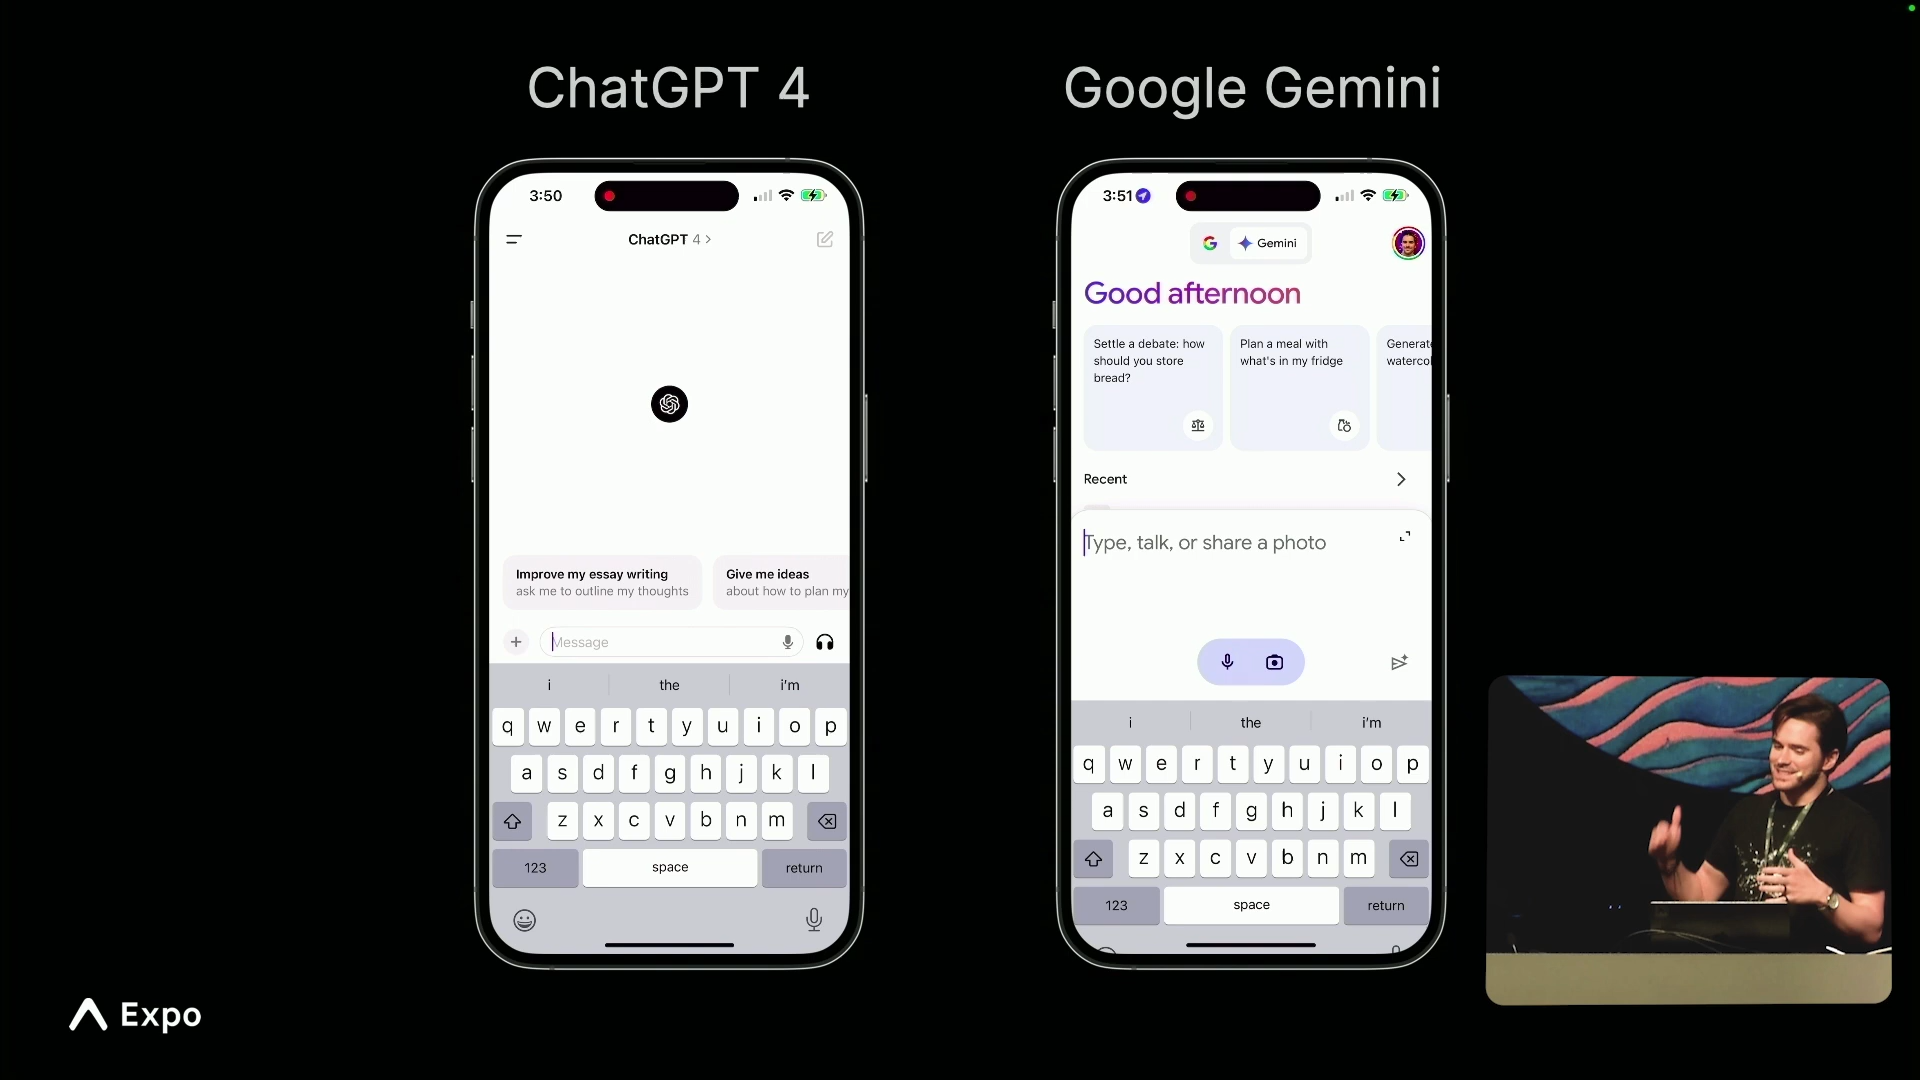 ChatGPT 4
Google Gemini
3:50
ChatGPT 4 >
Improve my essay writing
ask me to outline my thoughts
Give me ideas
about how to plan my
Message
i the i'm
q w e r t y u i o p
a s d f g h j k l
z x c v b n m
123 space return
3:51
G Gemini
Good afternoon
Settle a debate: how
should you store
bread?
Plan a meal with
what's in my fridge
Generate
watercol
Recent
Type, talk, or share a photo
i the i'm
q w e r t y u i o p
a s d f g h j k l
z x c v b n m
123 space return
Expo